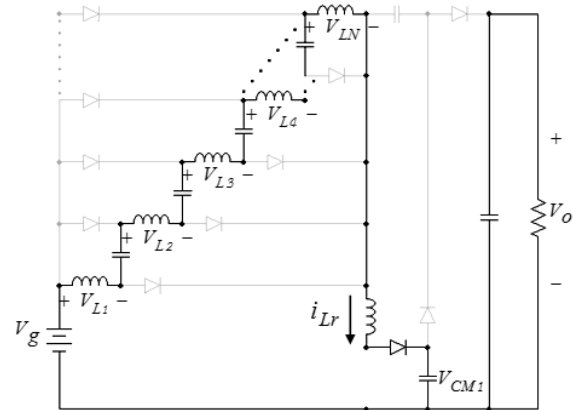 + V_LN −
+ V_L4 −
+ V_L3 −
+ V_L2 −
+ V_L1 −
+
V_o
−
i_Lr
V_g
V_CM1